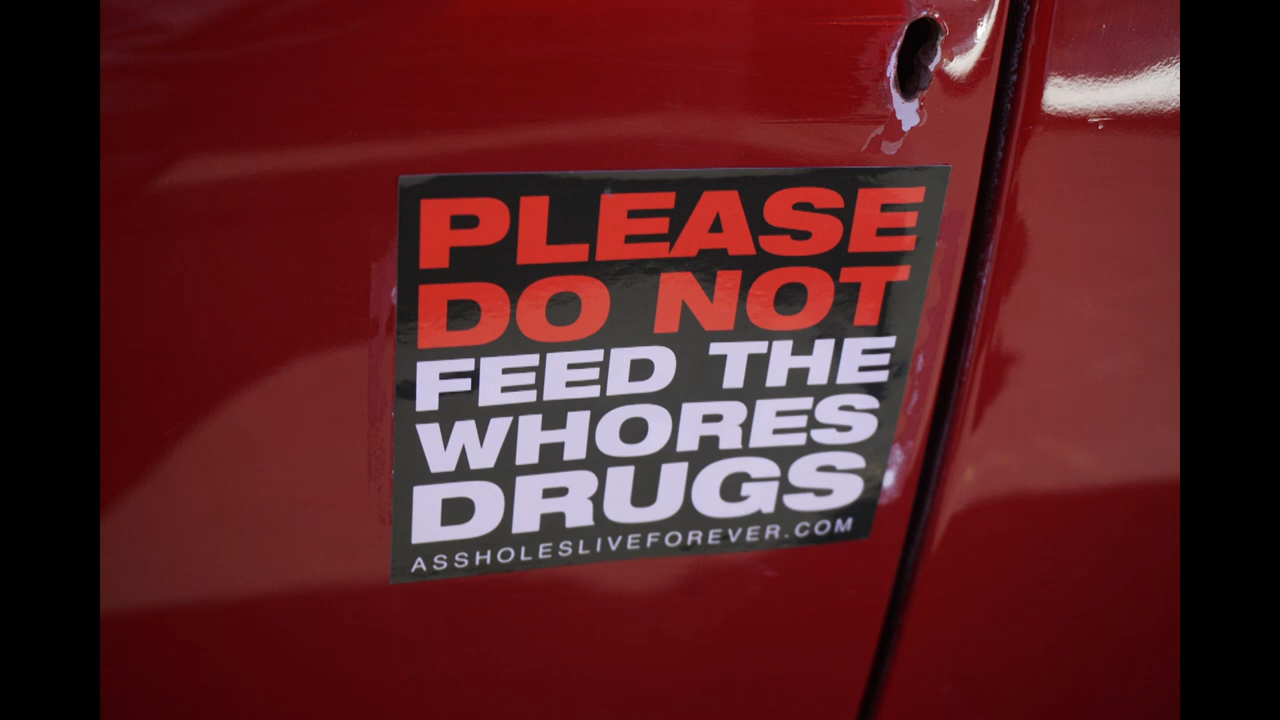 PLEASE
DO NOT
FEED THE
WHORES
DRUGS
ASSHOLESLIVEFOREVER.COM